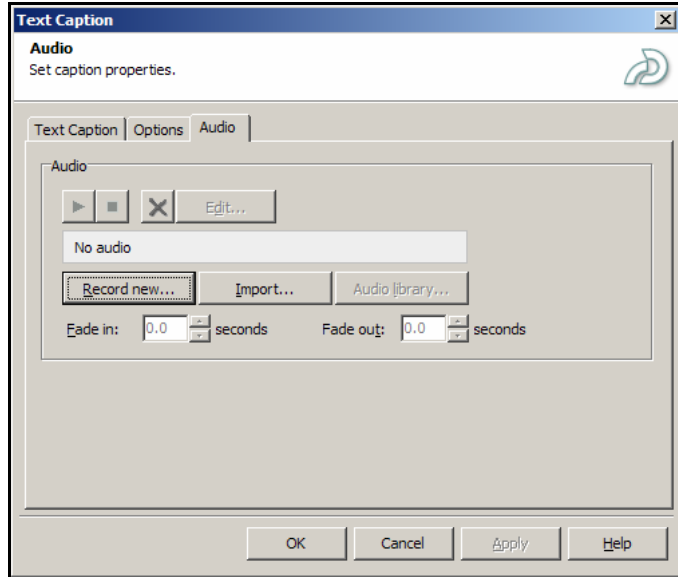 Text Caption
Audio
Set caption properties.
Text Caption Options Audio
Audio
Edit...
No audio
Record new... Import... Audio library...
Fade in: 0.0 seconds Fade out: 0.0 seconds
OK Cancel Apply Help